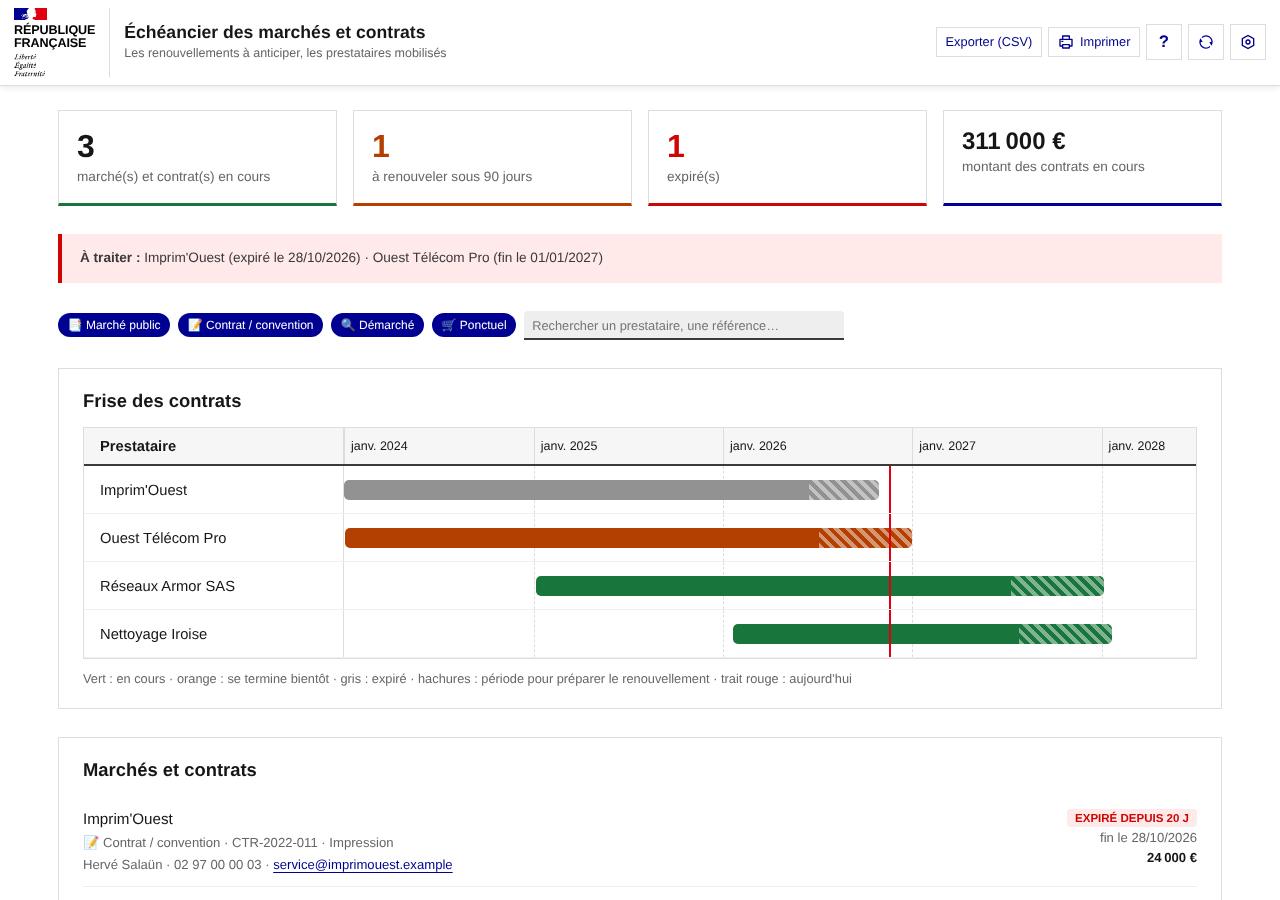 RÉPUBLIQUE
FRANÇAISE
Liberté
Égalité
Fraternité
Échéancier des marchés et contrats
Les renouvellements à anticiper, les prestataires mobilisés
Exporter (CSV)
Imprimer
?
3
marché(s) et contrat(s) en cours
1
à renouveler sous 90 jours
1
expiré(s)
311 000 €
montant des contrats en cours
À traiter : Imprim'Ouest (expiré le 28/10/2026) · Ouest Télécom Pro (fin le 01/01/2027)
📑 Marché public
📝 Contrat / convention
🔍 Démarché
🛒 Ponctuel
Rechercher un prestataire, une référence…
Frise des contrats
Prestataire
janv. 2024
janv. 2025
janv. 2026
janv. 2027
janv. 2028
Imprim'Ouest
Ouest Télécom Pro
Réseaux Armor SAS
Nettoyage Iroise
Vert : en cours · orange : se termine bientôt · gris : expiré · hachures : période pour préparer le renouvellement · trait rouge : aujourd'hui
Marchés et contrats
Imprim'Ouest
📝 Contrat / convention · CTR-2022-011 · Impression
Hervé Salaün · 02 97 00 00 03 · service@imprimouest.example
EXPIRÉ DEPUIS 20 J
fin le 28/10/2026
24 000 €